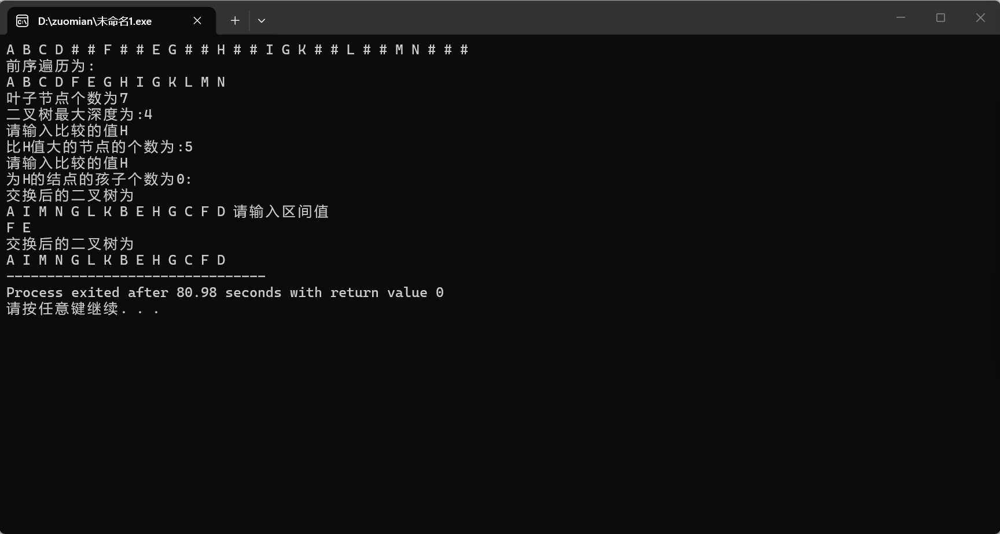 D:\zuomian\未命名1.exe
A B C D # # F # # E G # # H # # I G K # # L # # M N # # #
前序遍历为:
A B C D F E G H I G K L M N
叶子节点个数为7
二叉树最大深度为:4
请输入比较的值H
比H值大的节点的个数为:5
请输入比较的值H
为H的结点的孩子个数为0:
交换后的二叉树为
A I M N G L K B E H G C F D 请输入区间值
F E
交换后的二叉树为
A I M N G L K B E H G C F D
--------------------------------
Process exited after 80.98 seconds with return value 0
请按任意键继续. . .